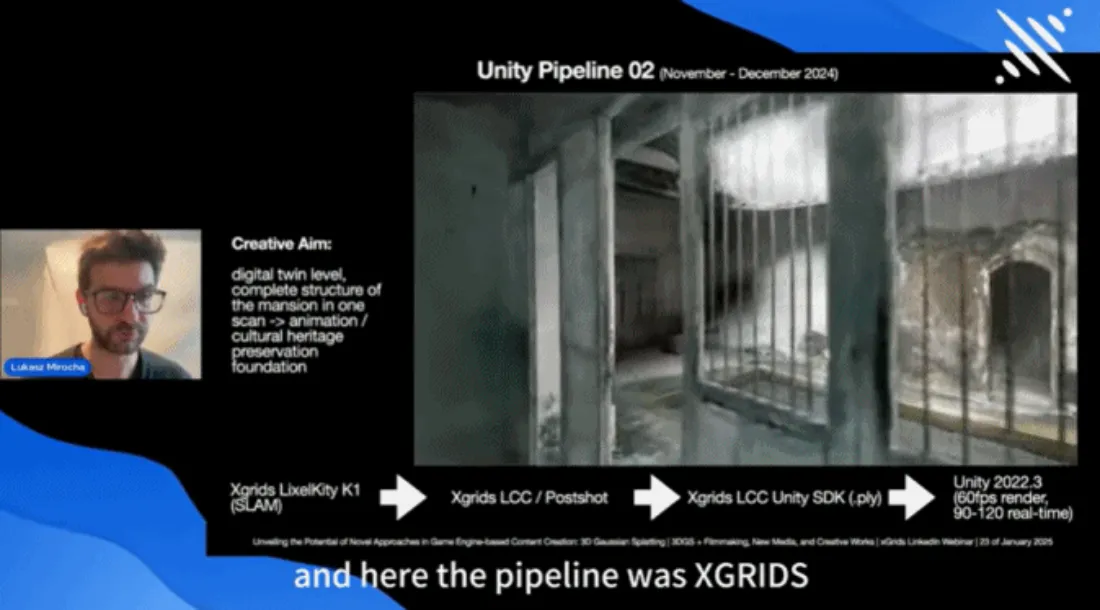 Unity Pipeline 02 (November - December 2024)
Creative Aim:
digital twin level,
complete structure of
the mansion in one
scan -> animation /
cultural heritage
preservation
foundation
Lukasz Mirocha
Xgrids LixelKity K1
(SLAM)
Xgrids LCC / Postshot
Xgrids LCC Unity SDK (.ply)
Unity 2022.3
(60fps render,
90-120 real-time)
Unveiling the Potential of Novel Approaches in Game Engine-based Content Creation: 3D Gaussian Splatting | 3DGS + Filmmaking, New Media, and Creative Works | xGrids LinkedIn Webinar | 23 of January 2025
and here the pipeline was XGRIDS